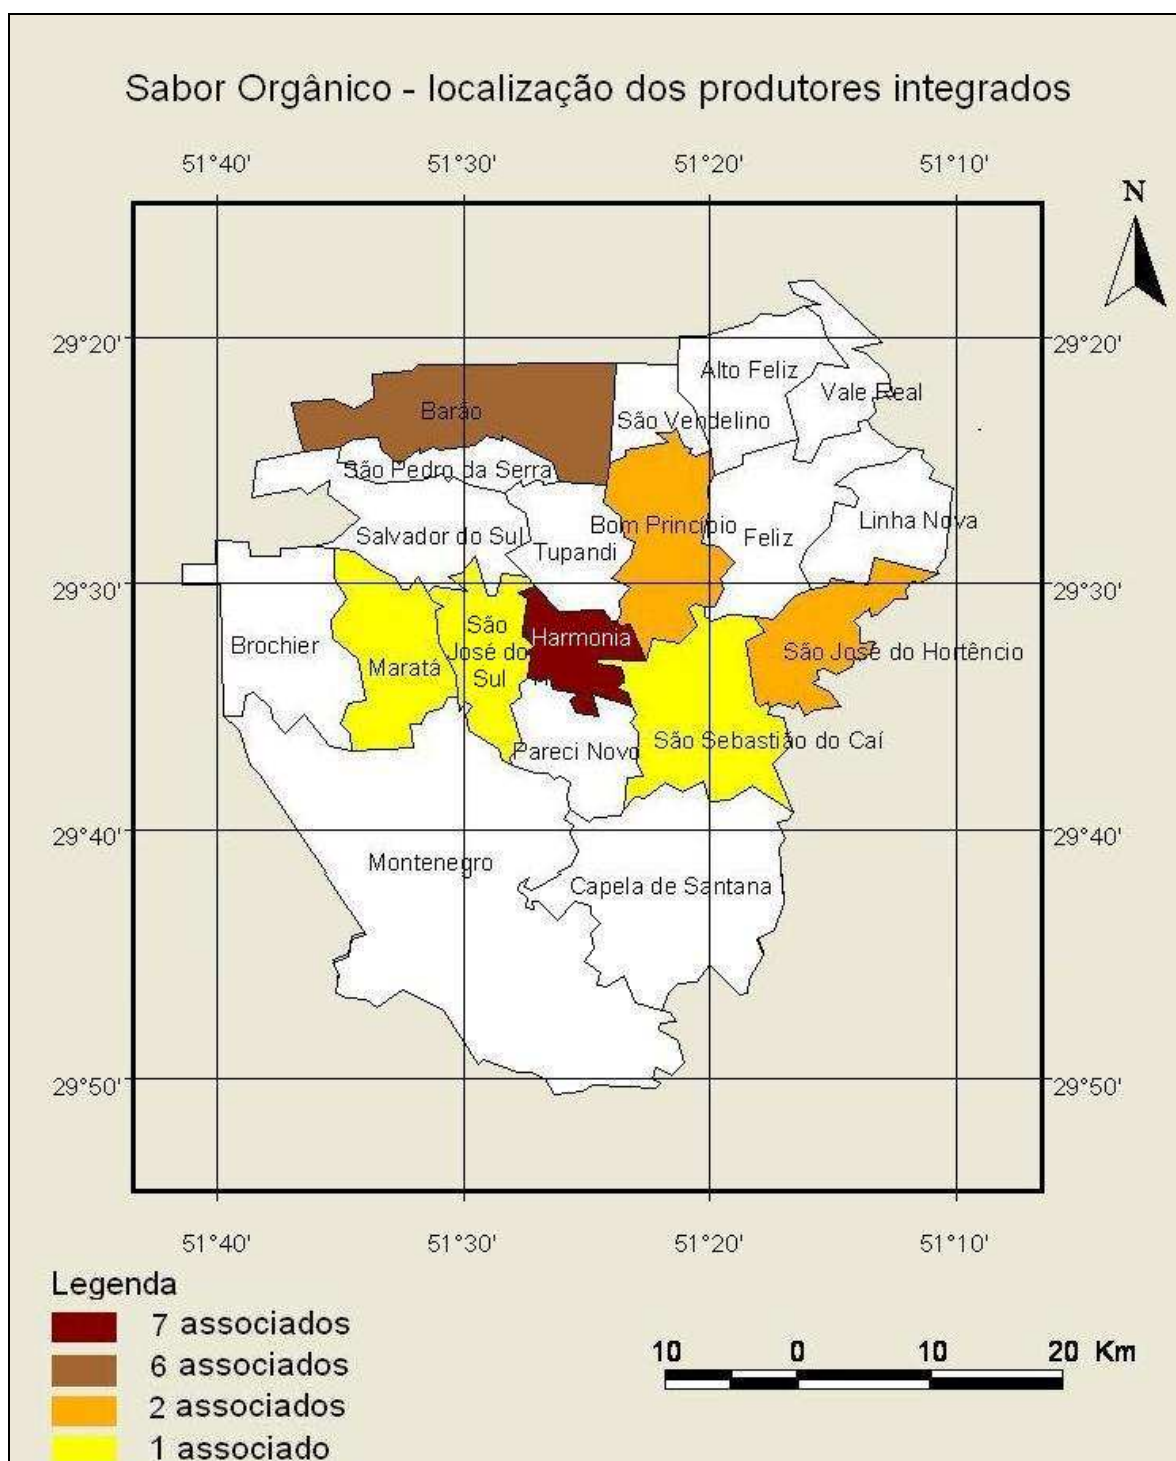 Sabor Orgânico - localização dos produtores integrados
51°40' 51°30' 51°20' 51°10'
N
29°20' 29°20'
Alto Feliz
Vale Real
Barão
São Vendelino
São Pedro da Serra
Bom Princípio
Linha Nova
Salvador do Sul
Feliz
Tupandi
29°30' 29°30'
São
José do
Sul
Harmonia
Brochier
São José do Hortêncio
Maratá
Pareci Novo
São Sebastião do Caí
29°40' 29°40'
Montenegro
Capela de Santana
29°50' 29°50'
51°40' 51°30' 51°20' 51°10'
Legenda
7 associados
6 associados
2 associados
1 associado
10 0 10 20 Km